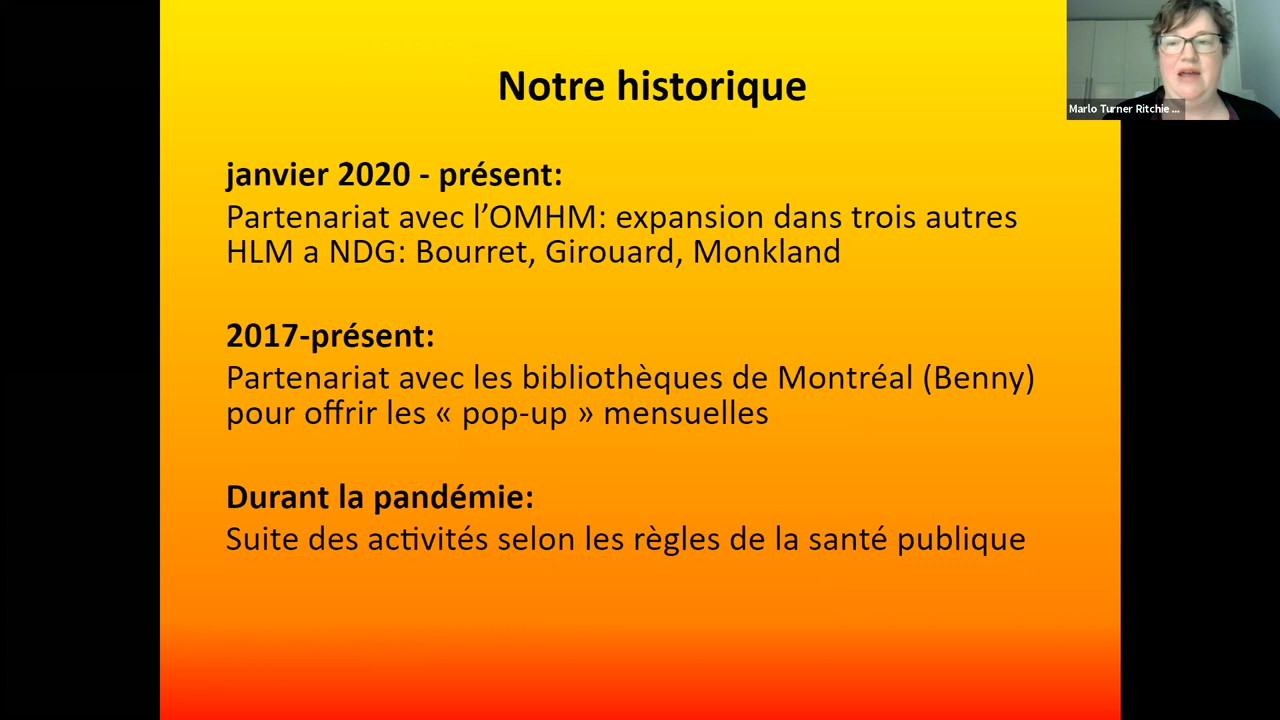 Notre historique
Marlo Turner Ritchie ...
janvier 2020 - présent:
Partenariat avec l’OMHM: expansion dans trois autres
HLM a NDG: Bourret, Girouard, Monkland
2017-présent:
Partenariat avec les bibliothèques de Montréal (Benny)
pour offrir les « pop-up » mensuelles
Durant la pandémie:
Suite des activités selon les règles de la santé publique